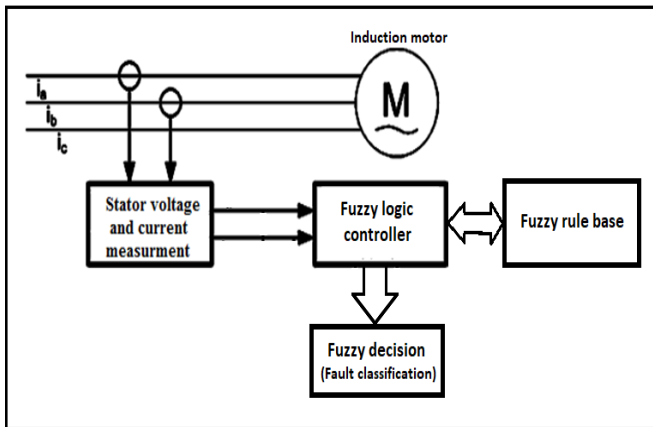 Induction motor
ia
ib
ic
M
Stator voltage
and current
measurment
Fuzzy logic
controller
Fuzzy rule base
Fuzzy decision
(Fault classification)